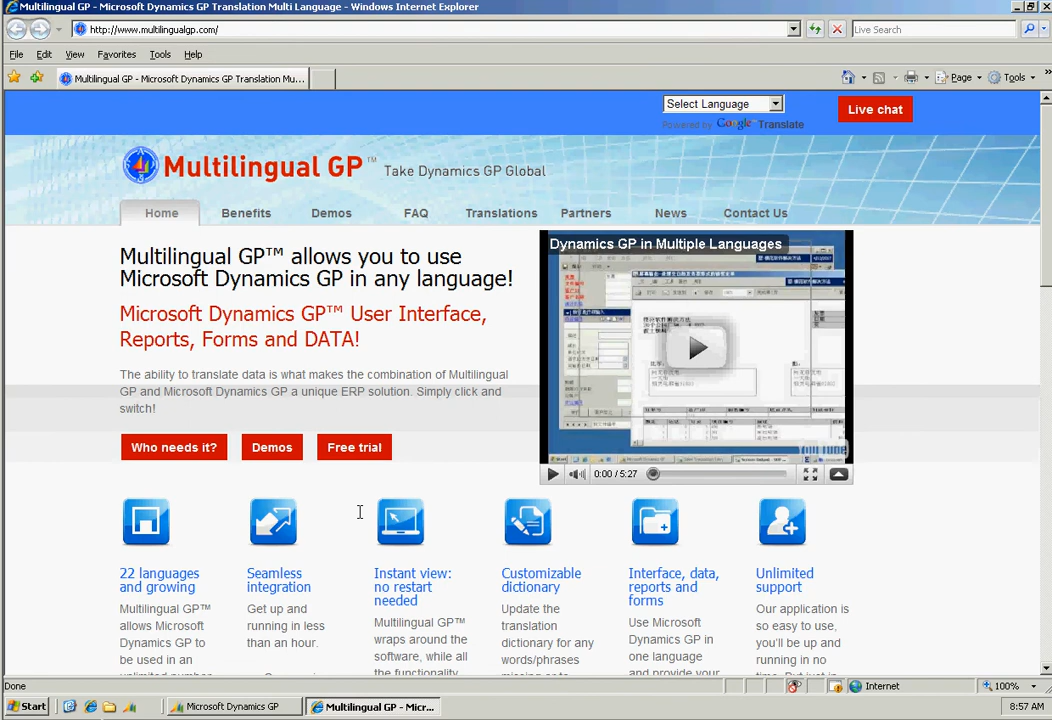 Multilingual GP - Microsoft Dynamics GP Translation Multi Language - Windows Internet Explorer
http://www.multilingualgp.com/
Live Search
File Edit View Favorites Tools Help
Multilingual GP - Microsoft Dynamics GP Translation Mu...
Page Tools
Select Language
Live chat
Powered by Google Translate
Multilingual GP™ Take Dynamics GP Global
Home Benefits Demos FAQ Translations Partners News Contact Us
Multilingual GP™ allows you to use
Microsoft Dynamics GP in any language!
Microsoft Dynamics GP™ User Interface,
Reports, Forms and DATA!
The ability to translate data is what makes the combination of Multilingual
GP and Microsoft Dynamics GP a unique ERP solution. Simply click and
switch!
Who needs it? Demos Free trial
Dynamics GP in Multiple Languages
YouTube
0:00 / 5:27
22 languages
and growing
Multilingual GP™
allows Microsoft
Dynamics GP to
be used in an
unlimited number
Seamless
integration
Get up and
running in less
than an hour.
Instant view:
no restart
needed
Multilingual GP™
wraps around the
software, while all
the functionality
Customizable
dictionary
Update the
translation
dictionary for any
words/phrases
Interface, data,
reports and
forms
Use Microsoft
Dynamics GP in
one language
and provide your
Unlimited
support
Our application is
so easy to use,
you'll be up and
running in no
Done
Internet
100%
Start
Microsoft Dynamics GP
Multilingual GP - Micr...
8:57 AM